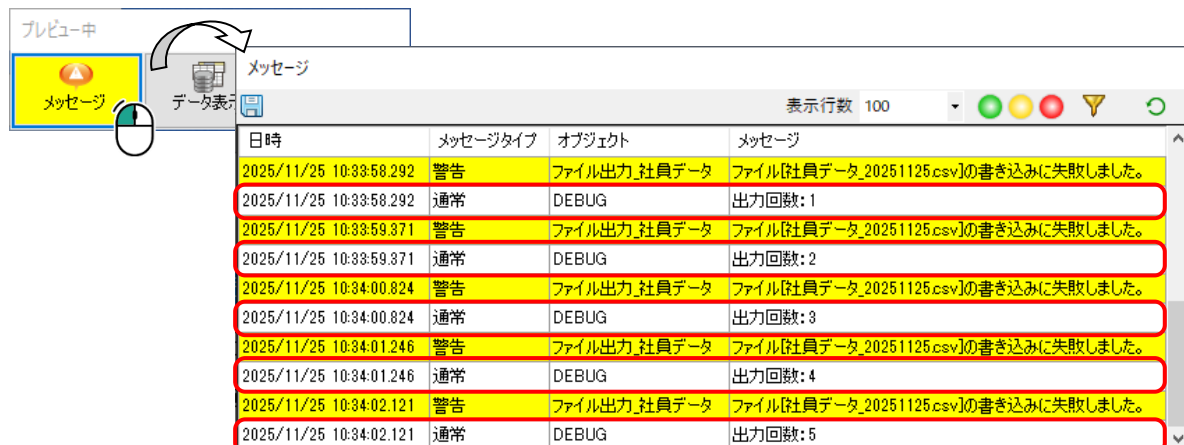 プレビュー中
メッセージ
データ表示
メッセージ
表示行数 100
日時 メッセージタイプ オブジェクト メッセージ
2025/11/25 10:33:58.292 警告 ファイル出力_社員データ ファイル[社員データ_20251125.csv]の書き込みに失敗しました。
2025/11/25 10:33:58.292 通常 DEBUG 出力回数:1
2025/11/25 10:33:59.371 警告 ファイル出力_社員データ ファイル[社員データ_20251125.csv]の書き込みに失敗しました。
2025/11/25 10:33:59.371 通常 DEBUG 出力回数:2
2025/11/25 10:34:00.824 警告 ファイル出力_社員データ ファイル[社員データ_20251125.csv]の書き込みに失敗しました。
2025/11/25 10:34:00.824 通常 DEBUG 出力回数:3
2025/11/25 10:34:01.246 警告 ファイル出力_社員データ ファイル[社員データ_20251125.csv]の書き込みに失敗しました。
2025/11/25 10:34:01.246 通常 DEBUG 出力回数:4
2025/11/25 10:34:02.121 警告 ファイル出力_社員データ ファイル[社員データ_20251125.csv]の書き込みに失敗しました。
2025/11/25 10:34:02.121 通常 DEBUG 出力回数:5